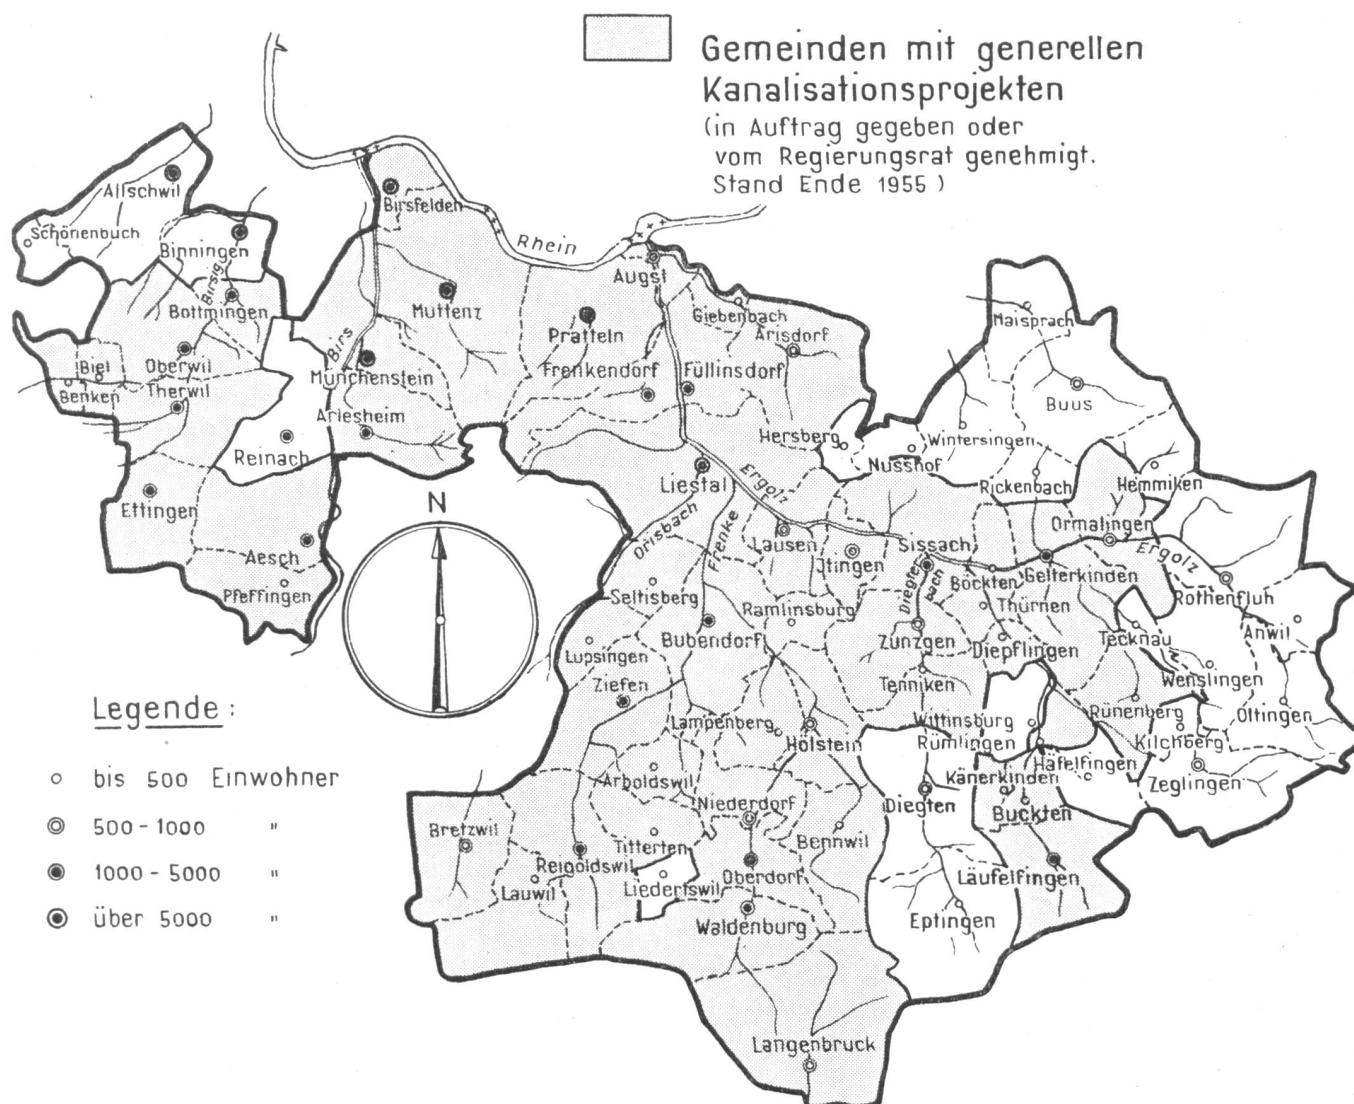 Gemeinden mit generellen
Kanalisationsprojekten
(in Auftrag gegeben oder
vom Regierungsrat genehmigt.
Stand Ende 1955)
Allschwil
Schönenbuch
Binningen
Birsig
Bottmingen
Birsfelden
Rhein
Augst
Muttenz
Pratteln
Giebenbach
Arisdorf
Maisprach
Birs
Biel
Benken
Oberwil
Therwil
Münchenstein
Arlesheim
Frenkendorf
Füllinsdorf
Buus
Reinach
Hersberg
Nusshof
Wintersingen
Rickenbach
Hemmiken
Ettingen
Aesch
Pfeffingen
N
Liestal
Ergolz
Orisbach
Frenke
Lausen
Jtingen
Sissach
Ormalingen
Ergolz
Böckten
Gelterkinden
Rothenfluh
Diegter
bach
Seltisberg
Ramlinsburg
Thürnen
Bubendorf
Zunzgen
Diepflingen
Tecknau
Anwil
Lupsingen
Ziefen
Tenniken
Wenslingen
Lampenberg
Hölstein
Wittinsburg
Rümlingen
Rünenberg
Kilchberg
Oltingen
Arboldswil
Niederdorf
Diegten
Känerkinden
Häfelfingen
Zeglingen
Buckten
Bretzwil
Reigoldswil
Titterten
Bennwil
Lauwil
Liedertswil
Oberdorf
Läufelfingen
Waldenburg
Eptingen
Langenbruck
Legende:
bis 500 Einwohner
500-1000 "
1000-5000 "
über 5000 "